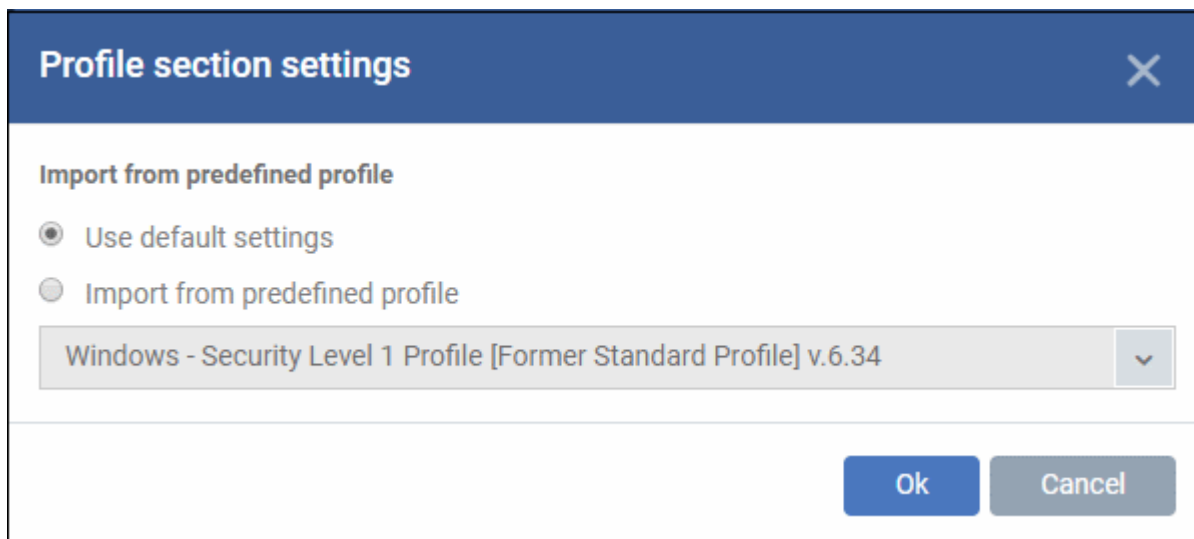 Profile section settings
Import from predefined profile
Use default settings
Import from predefined profile
Windows - Security Level 1 Profile [Former Standard Profile] v.6.34
Ok Cancel